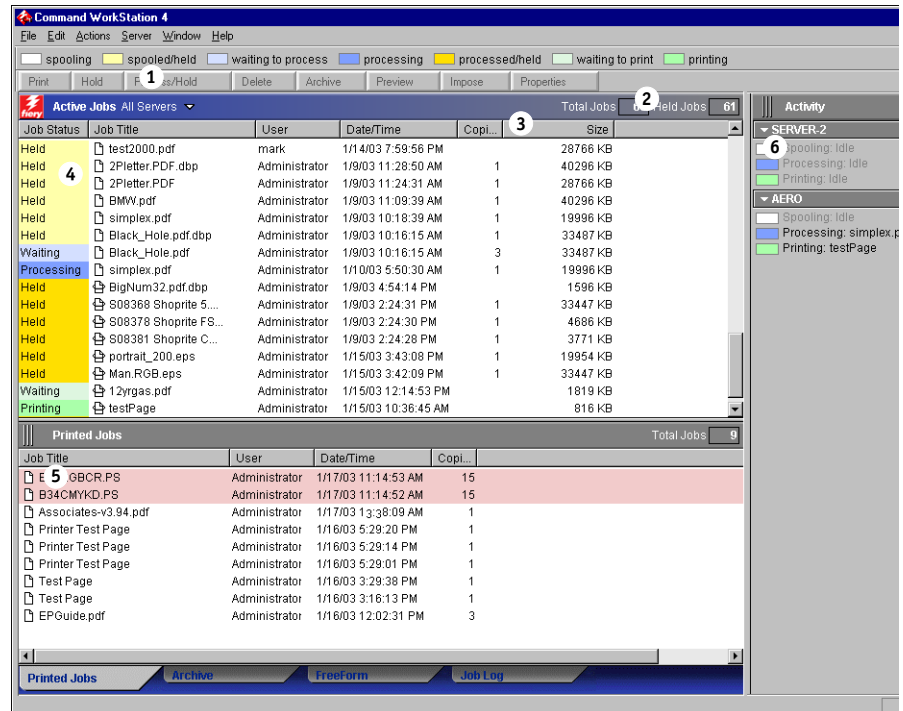 Command WorkStation 4
File Edit Actions Server Window Help
spooling spooled/held waiting to process processing processed/held waiting to print printing
Print Hold 1 Delete Archive Preview Impose Properties
fiery Active Jobs All Servers Total Jobs 2 Held Jobs 61 Activity
Job Status Job Title User Date/Time Copi... 3 Size
SERVER-2
6 Spooling: Idle
Processing: Idle
Printing: Idle
AERO
Spooling: Idle
Processing: simplex.p
Printing: testPage
Held test2000.pdf mark 1/14/03 7:59:56 PM 28766 KB
Held 4 2Pletter.PDF.dbp Administrator 1/9/03 11:28:50 AM 1 40296 KB
Held 2Pletter.PDF Administrator 1/9/03 11:24:31 AM 1 28766 KB
Held BMW.pdf Administrator 1/9/03 11:09:39 AM 1 40296 KB
Held simplex.pdf Administrator 1/9/03 10:18:39 AM 1 19996 KB
Held Black_Hole.pdf.dbp Administrator 1/9/03 10:16:15 AM 1 33487 KB
Waiting Black_Hole.pdf Administrator 1/9/03 10:16:15 AM 3 33487 KB
Processing simplex.pdf Administrator 1/10/03 5:50:30 AM 1 19996 KB
Held BigNum32.pdf.dbp Administrator 1/9/03 4:54:14 PM 1596 KB
Held S08368 Shoprite 5.... Administrator 1/9/03 2:24:31 PM 1 33447 KB
Held S08378 Shoprite FS... Administrator 1/9/03 2:24:30 PM 1 4686 KB
Held S08381 Shoprite C... Administrator 1/9/03 2:24:28 PM 1 3771 KB
Held portrait_200.eps Administrator 1/15/03 3:43:08 PM 1 19954 KB
Held Man.RGB.eps Administrator 1/15/03 3:42:09 PM 1 33447 KB
Waiting 12yrgas.pdf Administrator 1/15/03 12:14:53 PM 1819 KB
Printing testPage Administrator 1/15/03 10:36:45 AM 816 KB
Printed Jobs Total Jobs 9
Job Title User Date/Time Copi...
5 Administrator 1/17/03 11:14:53 AM 15
B34CMYKD.PS Administrator 1/17/03 11:14:52 AM 15
Associates-v3.94.pdf Administrator 1/17/03 13:38:09 AM 1
Printer Test Page Administrator 1/16/03 5:29:20 PM 1
Printer Test Page Administrator 1/16/03 5:29:14 PM 1
Printer Test Page Administrator 1/16/03 5:29:01 PM 1
Test Page Administrator 1/16/03 3:29:38 PM 1
Test Page Administrator 1/16/03 3:16:13 PM 1
EPGuide.pdf Administrator 1/16/03 12:02:31 PM 3
Printed Jobs Archive FreeForm Job Log